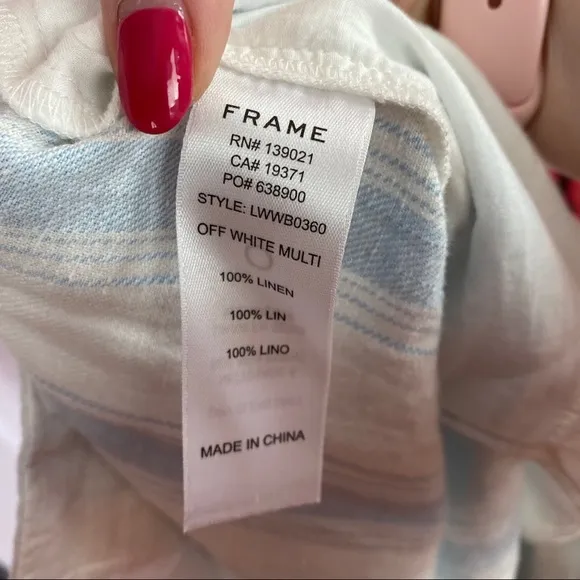 FRAME
RN# 139021
CA# 19371
PO# 638900
STYLE: LWWB0360
OFF WHITE MULTI
100% LINEN
100% LIN
100% LINO
MADE IN CHINA